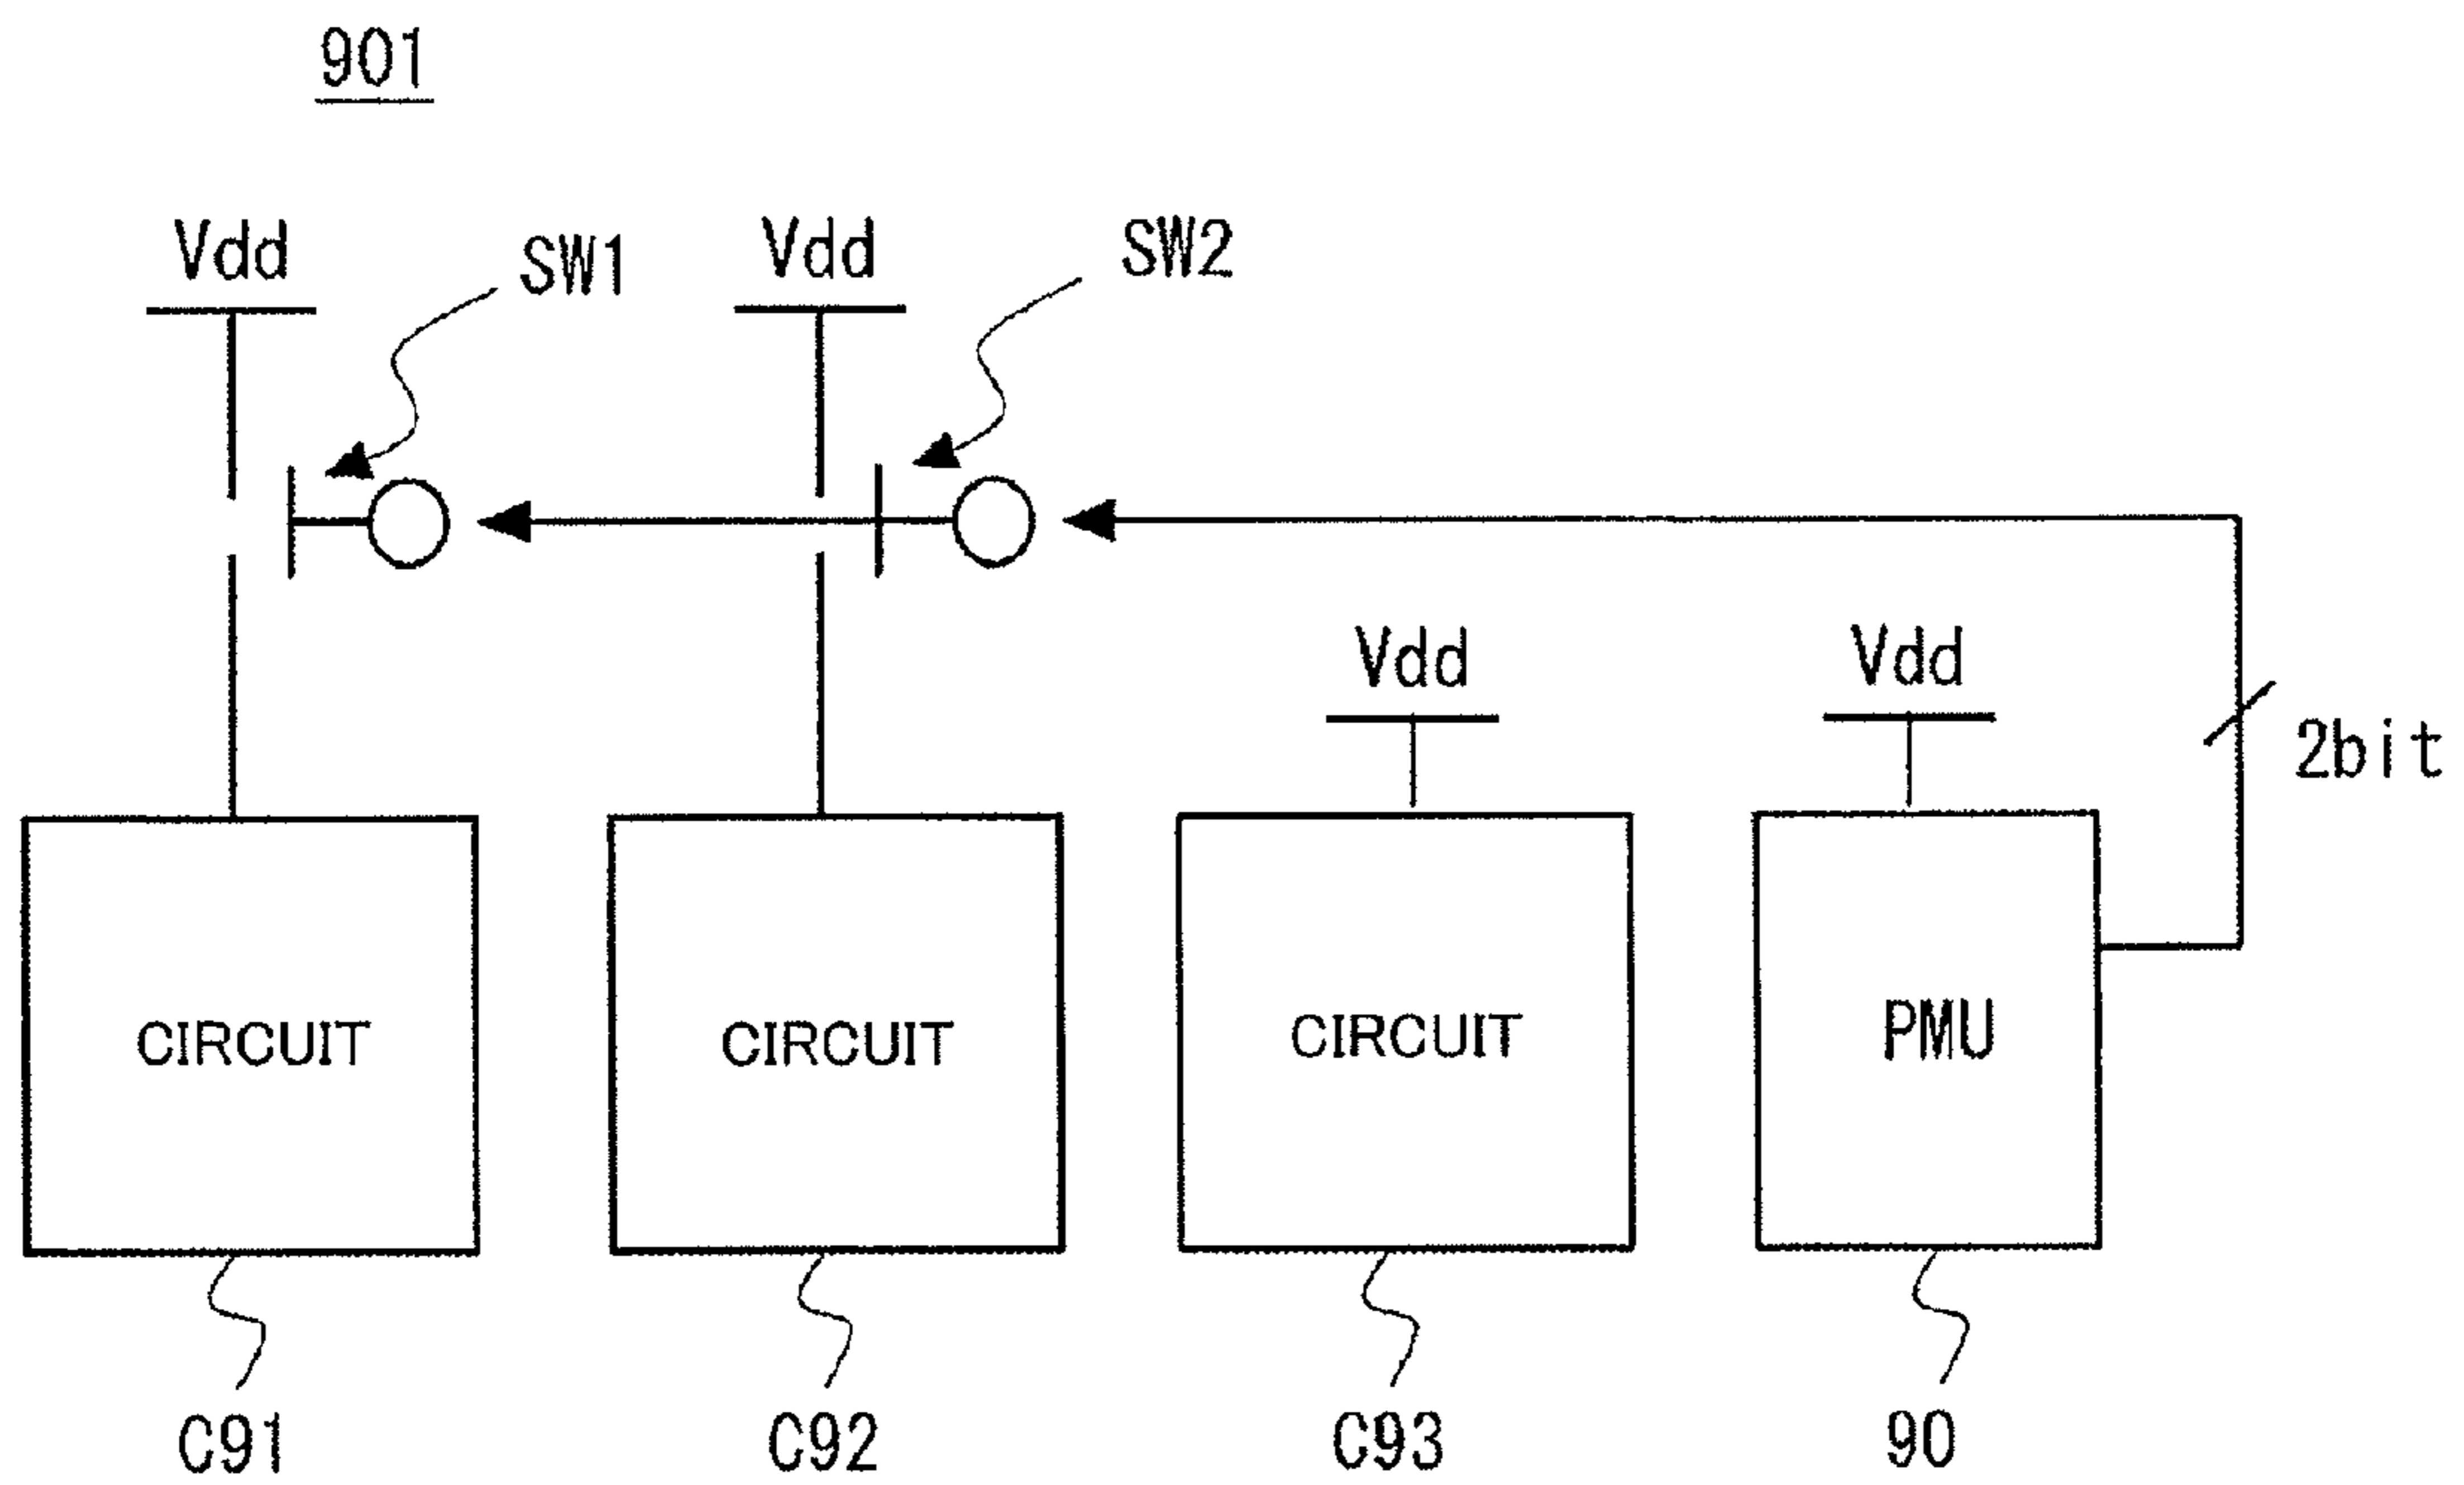 901
Vdd
SW1
Vdd
SW2
Vdd
Vdd
2bit
CIRCUIT
CIRCUIT
CIRCUIT
PMU
C91
C92
C93
90